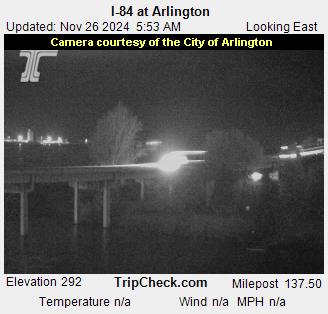 I-84 at Arlington
Updated: Nov 26 2024 5:53 AM Looking East
Camera courtesy of the City of Arlington
Elevation 292 TripCheck.com Milepost 137.50
Temperature n/a Wind n/a MPH n/a